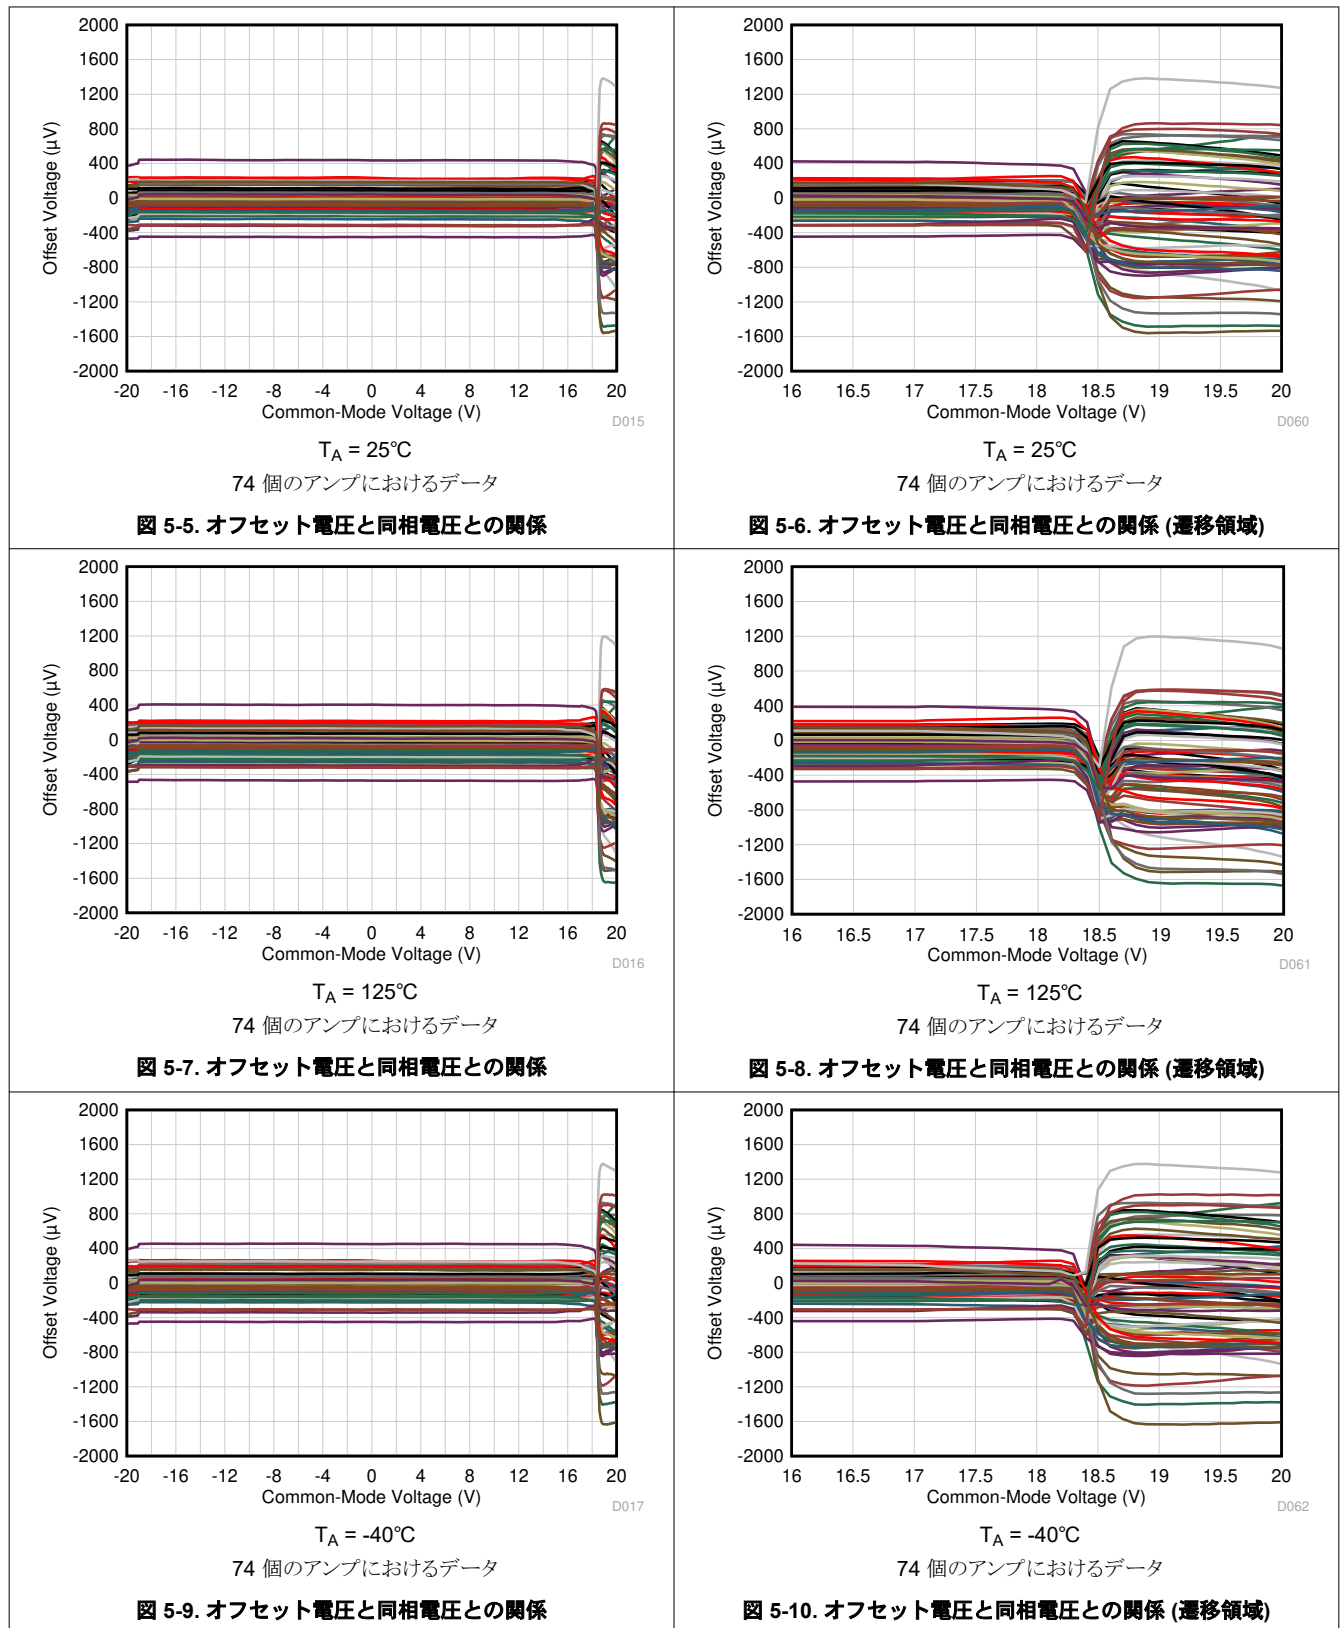 2000
1600
1200
800
400
0
-400
-800
-1200
-1600
-2000
Offset Voltage (µV)
-20 -16 -12 -8 -4 0 4 8 12 16 20
Common-Mode Voltage (V)
D015
TA = 25°C
74 個のアンプにおけるデータ
図 5-5. オフセット電圧と同相電圧との関係
2000
1600
1200
800
400
0
-400
-800
-1200
-1600
-2000
Offset Voltage (µV)
16 16.5 17 17.5 18 18.5 19 19.5 20
Common-Mode Voltage (V)
D060
TA = 25°C
74 個のアンプにおけるデータ
図 5-6. オフセット電圧と同相電圧との関係 (遷移領域)
2000
1600
1200
800
400
0
-400
-800
-1200
-1600
-2000
Offset Voltage (µV)
-20 -16 -12 -8 -4 0 4 8 12 16 20
Common-Mode Voltage (V)
D016
TA = 125°C
74 個のアンプにおけるデータ
図 5-7. オフセット電圧と同相電圧との関係
2000
1600
1200
800
400
0
-400
-800
-1200
-1600
-2000
Offset Voltage (µV)
16 16.5 17 17.5 18 18.5 19 19.5 20
Common-Mode Voltage (V)
D061
TA = 125°C
74 個のアンプにおけるデータ
図 5-8. オフセット電圧と同相電圧との関係 (遷移領域)
2000
1600
1200
800
400
0
-400
-800
-1200
-1600
-2000
Offset Voltage (µV)
-20 -16 -12 -8 -4 0 4 8 12 16 20
Common-Mode Voltage (V)
D017
TA = -40°C
74 個のアンプにおけるデータ
図 5-9. オフセット電圧と同相電圧との関係
2000
1600
1200
800
400
0
-400
-800
-1200
-1600
-2000
Offset Voltage (µV)
16 16.5 17 17.5 18 18.5 19 19.5 20
Common-Mode Voltage (V)
D062
TA = -40°C
74 個のアンプにおけるデータ
図 5-10. オフセット電圧と同相電圧との関係 (遷移領域)